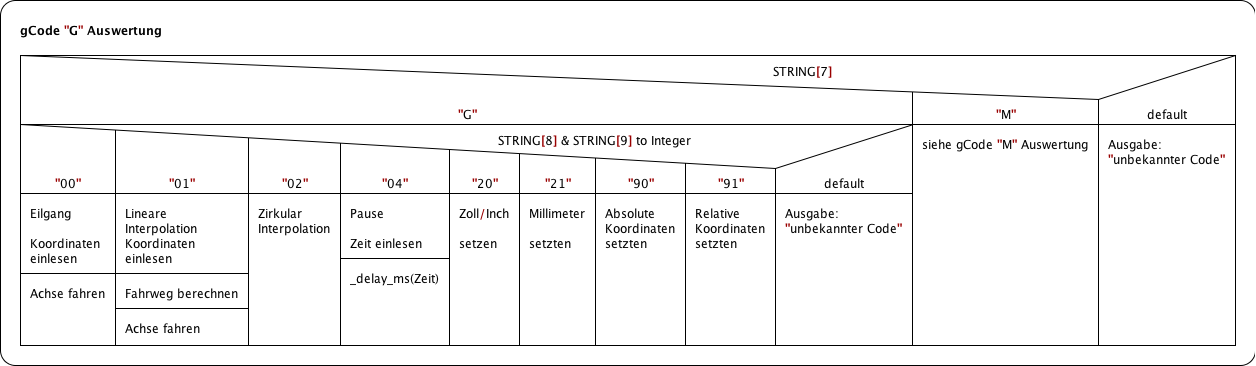 gCode "G" Auswertung
STRING[7]
"G"
"M"
default
STRING[8] & STRING[9] to Integer
siehe gCode "M" Auswertung
Ausgabe:
"unbekannter Code"
"00"
"01"
"02"
"04"
"20"
"21"
"90"
"91"
default
Eilgang
Koordinaten
einlesen
Achse fahren
Lineare
Interpolation
Koordinaten
einlesen
Fahrweg berechnen
Achse fahren
Zirkular
Interpolation
Pause
Zeit einlesen
_delay_ms(Zeit)
Zoll/Inch
setzen
Millimeter
setzten
Absolute
Koordinaten
setzten
Relative
Koordinaten
setzten
Ausgabe:
"unbekannter Code"